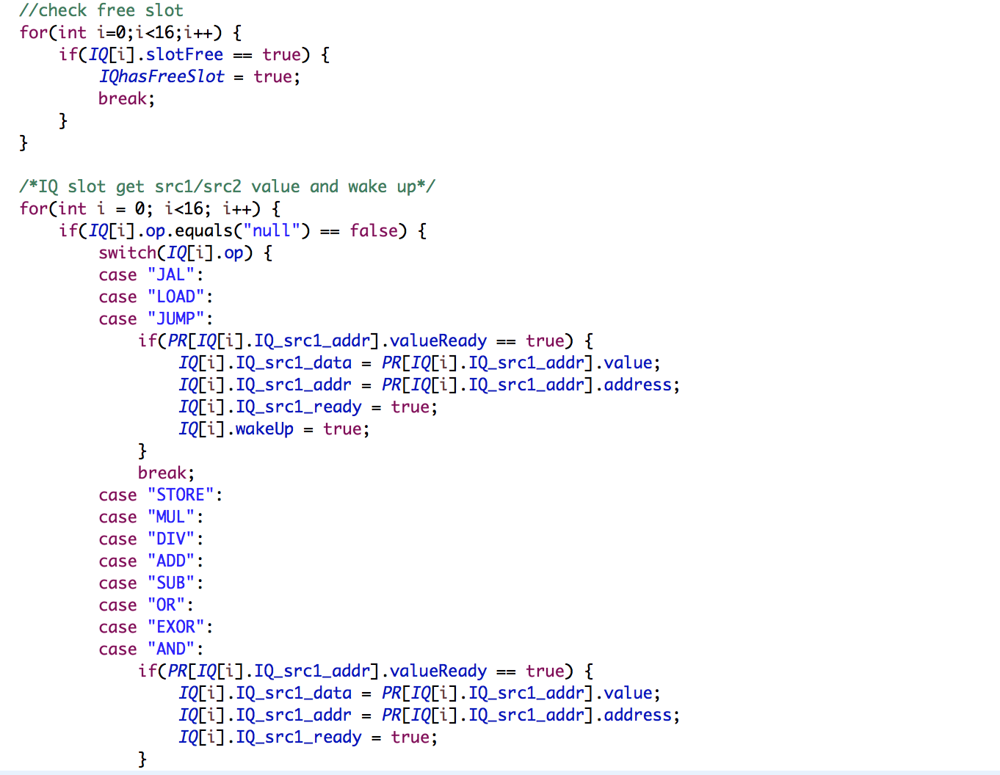 //check free slot
for(int i=0;i<16;i++) {
    if(IQ[i].slotFree == true) {
        IQhasFreeSlot = true;
        break;
    }
}

/*IQ slot get src1/src2 value and wake up*/
for(int i = 0; i<16; i++) {
    if(IQ[i].op.equals("null") == false) {
        switch(IQ[i].op) {
        case "JAL":
        case "LOAD":
        case "JUMP":
            if(PR[IQ[i].IQ_src1_addr].valueReady == true) {
                IQ[i].IQ_src1_data = PR[IQ[i].IQ_src1_addr].value;
                IQ[i].IQ_src1_addr = PR[IQ[i].IQ_src1_addr].address;
                IQ[i].IQ_src1_ready = true;
                IQ[i].wakeUp = true;
            }
            break;
        case "STORE":
        case "MUL":
        case "DIV":
        case "ADD":
        case "SUB":
        case "OR":
        case "EXOR":
        case "AND":
            if(PR[IQ[i].IQ_src1_addr].valueReady == true) {
                IQ[i].IQ_src1_data = PR[IQ[i].IQ_src1_addr].value;
                IQ[i].IQ_src1_addr = PR[IQ[i].IQ_src1_addr].address;
                IQ[i].IQ_src1_ready = true;
            }